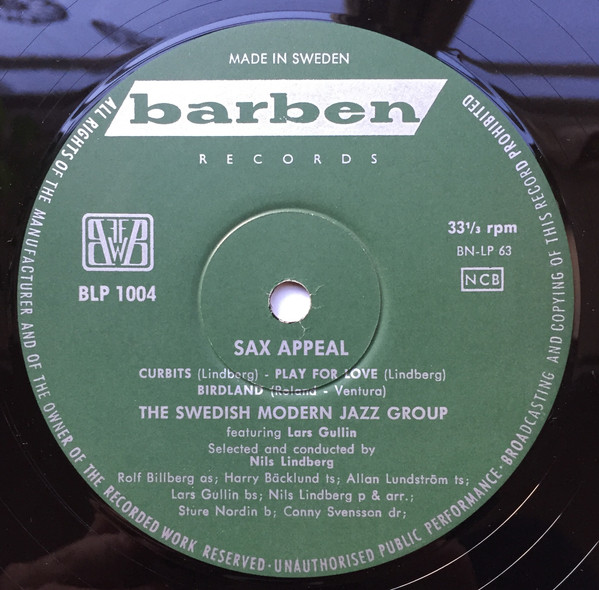 MADE IN SWEDEN
barben
RECORDS
BLP 1004
33⅓ rpm
BN-LP 63
NCB
SAX APPEAL
CURBITS (Lindberg) - PLAY FOR LOVE (Lindberg)
BIRDLAND (Roland - Ventura)
THE SWEDISH MODERN JAZZ GROUP
featuring Lars Gullin
Selected and conducted by
Nils Lindberg
Rolf Billberg as; Harry Bäcklund ts; Allan Lundström ts;
Lars Gullin bs; Nils Lindberg p & arr.;
Sture Nordin b; Conny Svensson dr;
ALL RIGHTS OF THE MANUFACTURER AND OF THE OWNER OF THE RECORDED WORK RESERVED · UNAUTHORISED PUBLIC PERFORMANCE · BROADCASTING AND COPYING OF THIS RECORD PROHIBITED